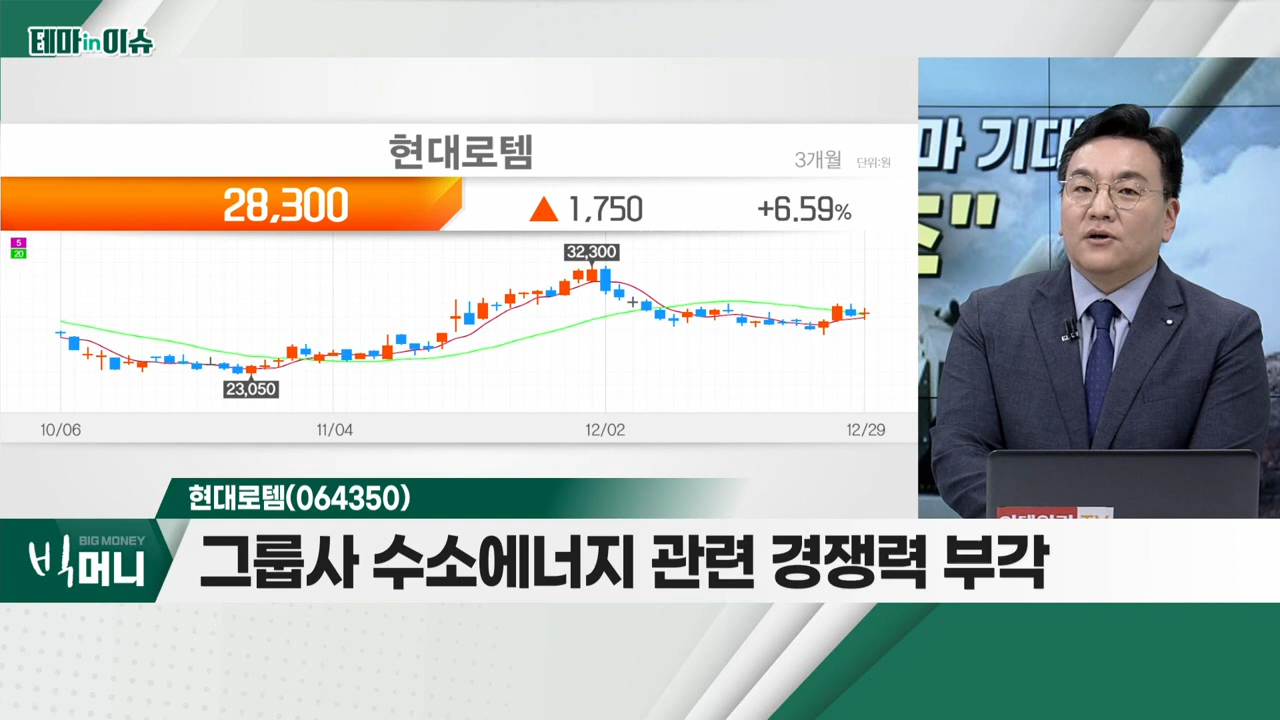 테마in이슈
현대로템
3개월 단위:원
28,300 ▲ 1,750 +6.59%
5
20
32,300
23,050
10/06 11/04 12/02 12/29
마 기대
현대로템(064350)
BIG MONEY
빅머니
그룹사 수소에너지 관련 경쟁력 부각